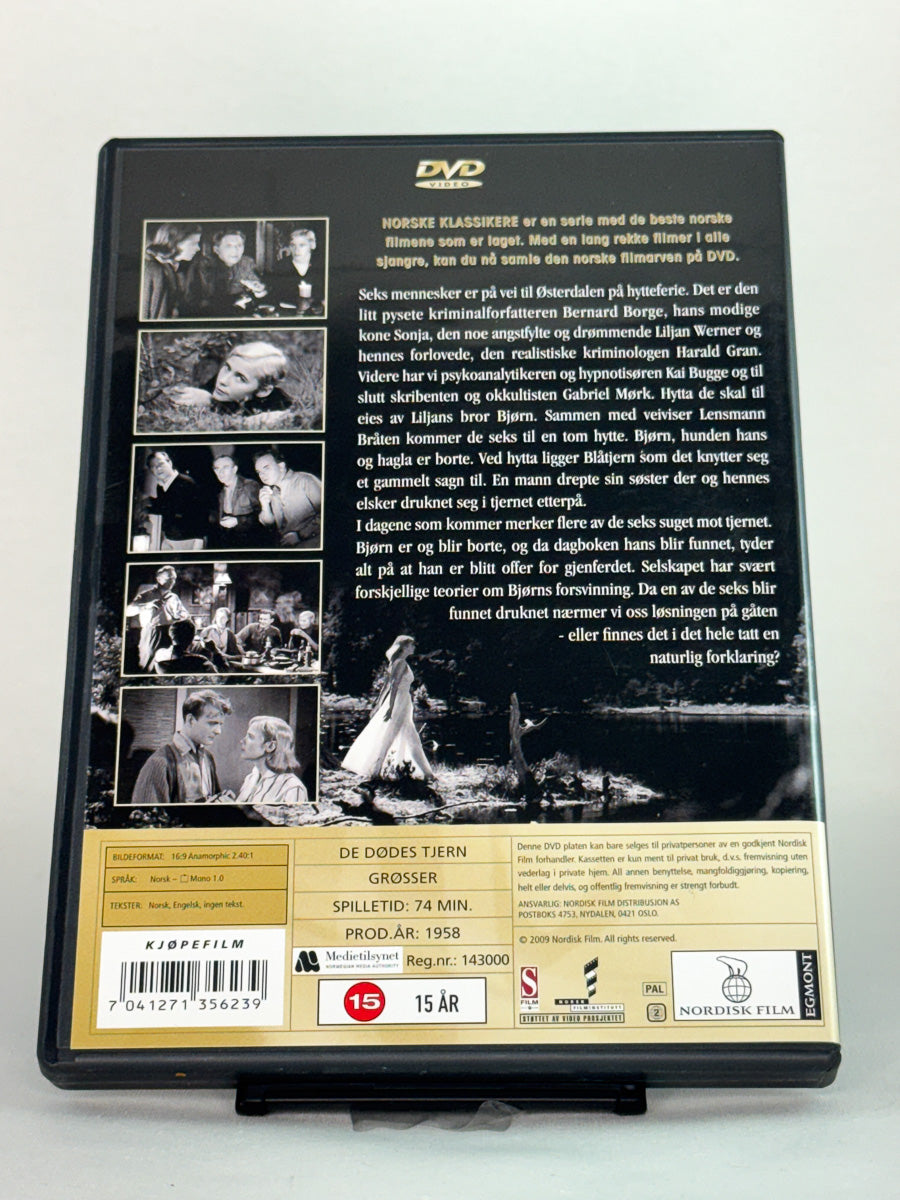 DVD
VIDEO
NORSKE KLASSIKERE er en serie med de beste norske
filmene som er laget. Med en lang rekke filmer i alle
sjangre, kan du nå samle den norske filmarven på DVD.
Seks mennesker er på vei til Østerdalen på hytteferie. Det er den
litt pysete kriminalforfatteren Bernard Borge, hans modige
kone Sonja, den noe angstfylte og drømmende Liljan Werner og
hennes forlovede, den realistiske kriminologen Harald Gran.
Videre har vi psykoanalytikeren og hypnotisøren Kai Bugge og til
slutt skribenten og okkultisten Gabriel Mørk. Hytta de skal til
eies av Liljans bror Bjørn. Sammen med veiviser Lensmann
Bråten kommer de seks til en tom hytte. Bjørn, hunden hans
og hagla er borte. Ved hytta ligger Blåtjern som det knytter seg
et gammelt sagn til. En mann drepte sin søster der og hennes
elsker druknet seg i tjernet etterpå.
I dagene som kommer merker flere av de seks suget mot tjernet.
Bjørn er og blir borte, og da dagboken hans blir funnet, tyder
alt på at han er blitt offer for gjenferdet. Selskapet har svært
forskjellige teorier om Bjørns forsvinning. Da en av de seks blir
funnet druknet nærmer vi oss løsningen på gåten
- eller finnes det i det hele tatt en
naturlig forklaring?
BILDEFORMAT: 16:9 Anamorphic 2.40:1
SPRÅK: Norsk – Mono 1.0
TEKSTER: Norsk, Engelsk, ingen tekst.
KJØPEFILM
7 041271 356239
DE DØDES TJERN
GRØSSER
SPILLETID: 74 MIN.
PROD.ÅR: 1958
Medietilsynet
NORWEGIAN MEDIA AUTHORITY
Reg.nr.: 143000
15
15 ÅR
Denne DVD platen kan bare selges til privatpersoner av en godkjent Nordisk
Film forhandler. Kassetten er kun ment til privat bruk, d.v.s. fremvisning uten
vederlag i private hjem. All annen benyttelse, mangfoldiggjøring, kopiering,
helt eller delvis, og offentlig fremvisning er strengt forbudt.
ANSVARLIG: NORDISK FILM DISTRIBUSJON AS
POSTBOKS 4753, NYDALEN, 0421 OSLO.
© 2009 Nordisk Film. All rights reserved.
S
FILM
NORSK
FILMINSTITUTT
STØTTET AV VIDEO PROSJEKTET
PAL
2
NORDISK FILM
EGMONT